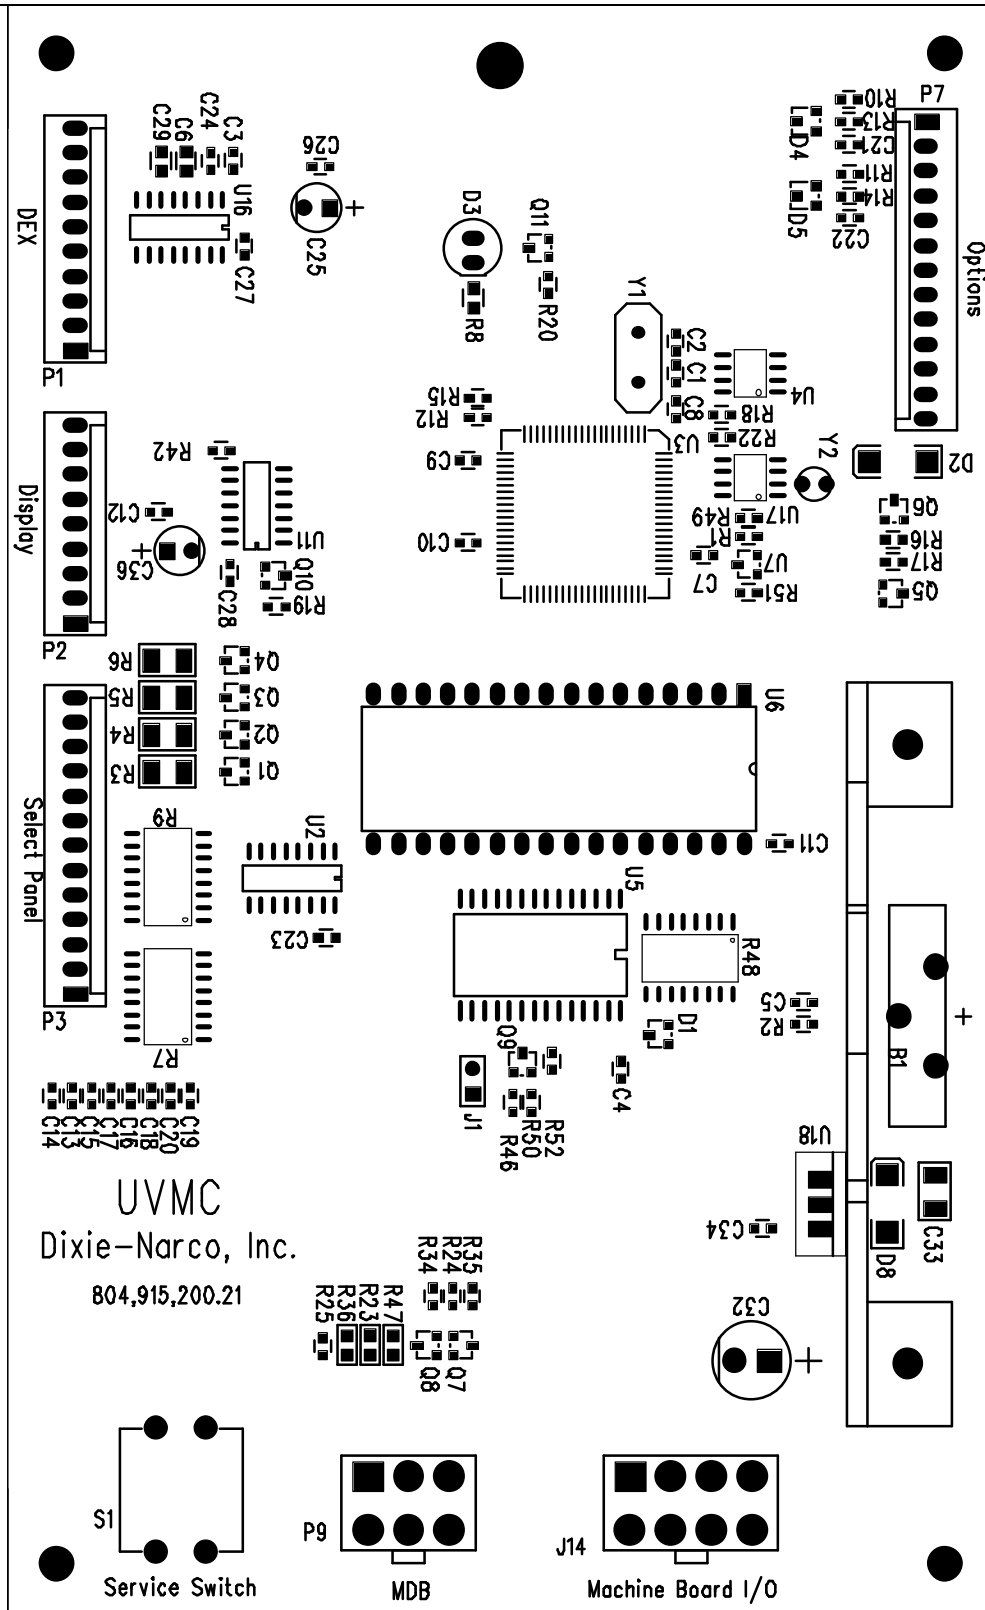 P7
R10
R13
C21
R11
R14
C22
D4
D5
Options
C29
C6
C24
C3
C26
U16
C25
C27
DEX
P1
D3
Q11
R8
R20
Y1
C2
C1
C8
U4
R18
R22
U3
R15
R12
C9
C10
Y2
D2
U17
R49
R1
U7
C7
R51
Q6
R16
R17
Q5
R42
C12
C36
U11
Q10
C28
R19
Display
P2
R6
Q4
R5
Q3
R4
Q2
R3
Q1
U6
Select Panel
R9
U2
C11
U5
C23
R48
P3
R7
C5
R2
D1
Q9
B1
J1
C4
R46
R50
R52
C14
C13
C15
C17
C16
C18
C20
C19
U18
UVMC
Dixie-Narco, Inc.
804,915,200.21
C34
C33
D8
R34
R24
R35
R25
R36
R23
R47
C32
Q8
Q7
S1
P9
J14
Service Switch
MDB
Machine Board I/O